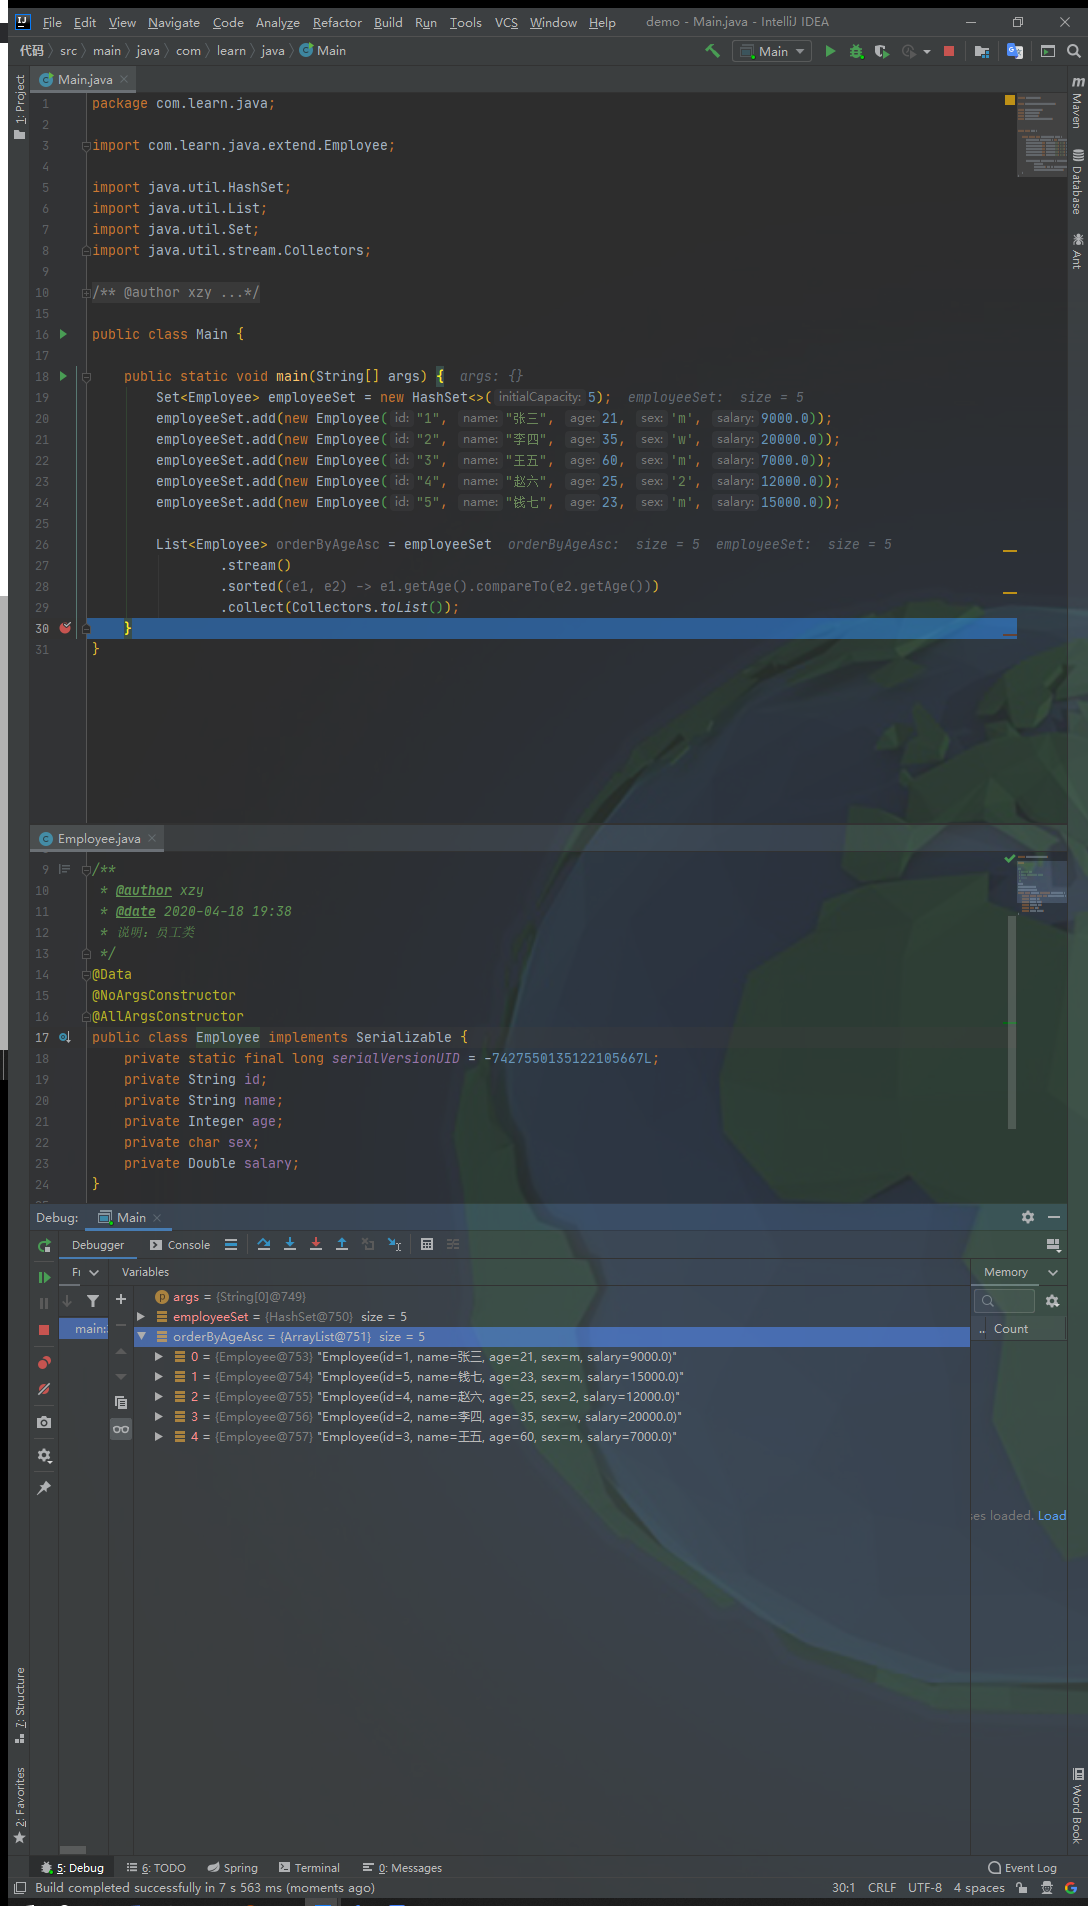 File Edit View Navigate Code Analyze Refactor Build Run Tools VCS Window Help demo - Main.java - IntelliJ IDEA
代码 src main java com learn java Main
Main
1: Project
Main.java
1 package com.learn.java;
2
3 import com.learn.java.extend.Employee;
4
5 import java.util.HashSet;
6 import java.util.List;
7 import java.util.Set;
8 import java.util.stream.Collectors;
9
10 /** @author xzy ...*/
15
16 public class Main {
17
18 public static void main(String[] args) { args: {}
19 Set<Employee> employeeSet = new HashSet<>( initialCapacity: 5); employeeSet: size = 5
20 employeeSet.add(new Employee( id: "1", name: "张三", age: 21, sex: 'm', salary: 9000.0));
21 employeeSet.add(new Employee( id: "2", name: "李四", age: 35, sex: 'w', salary: 20000.0));
22 employeeSet.add(new Employee( id: "3", name: "王五", age: 60, sex: 'm', salary: 7000.0));
23 employeeSet.add(new Employee( id: "4", name: "赵六", age: 25, sex: '2', salary: 12000.0));
24 employeeSet.add(new Employee( id: "5", name: "钱七", age: 23, sex: 'm', salary: 15000.0));
25
26 List<Employee> orderByAgeAsc = employeeSet orderByAgeAsc: size = 5 employeeSet: size = 5
27 .stream()
28 .sorted((e1, e2) -> e1.getAge().compareTo(e2.getAge()))
29 .collect(Collectors.toList());
30 }
31 }
Maven
Database
Ant
Employee.java
9 /**
10 * @author xzy
11 * @date 2020-04-18 19:38
12 * 说明: 员工类
13 */
14 @Data
15 @NoArgsConstructor
16 @AllArgsConstructor
17 public class Employee implements Serializable {
18 private static final long serialVersionUID = -7427550135122105667L;
19 private String id;
20 private String name;
21 private Integer age;
22 private char sex;
23 private Double salary;
24 }
Debug: Main
Debugger Console
Variables
Memory
args = {String[0]@749}
employeeSet = {HashSet@750} size = 5
main:
orderByAgeAsc = {ArrayList@751} size = 5
.. Count
0 = {Employee@753} "Employee(id=1, name=张三, age=21, sex=m, salary=9000.0)"
1 = {Employee@754} "Employee(id=5, name=钱七, age=23, sex=m, salary=15000.0)"
2 = {Employee@755} "Employee(id=4, name=赵六, age=25, sex=2, salary=12000.0)"
3 = {Employee@756} "Employee(id=2, name=李四, age=35, sex=w, salary=20000.0)"
4 = {Employee@757} "Employee(id=3, name=王五, age=60, sex=m, salary=7000.0)"
es loaded. Load
7: Structure
2: Favorites
Word Book
5: Debug 6: TODO Spring Terminal 0: Messages Event Log
Build completed successfully in 7 s 563 ms (moments ago) 30:1 CRLF UTF-8 4 spaces